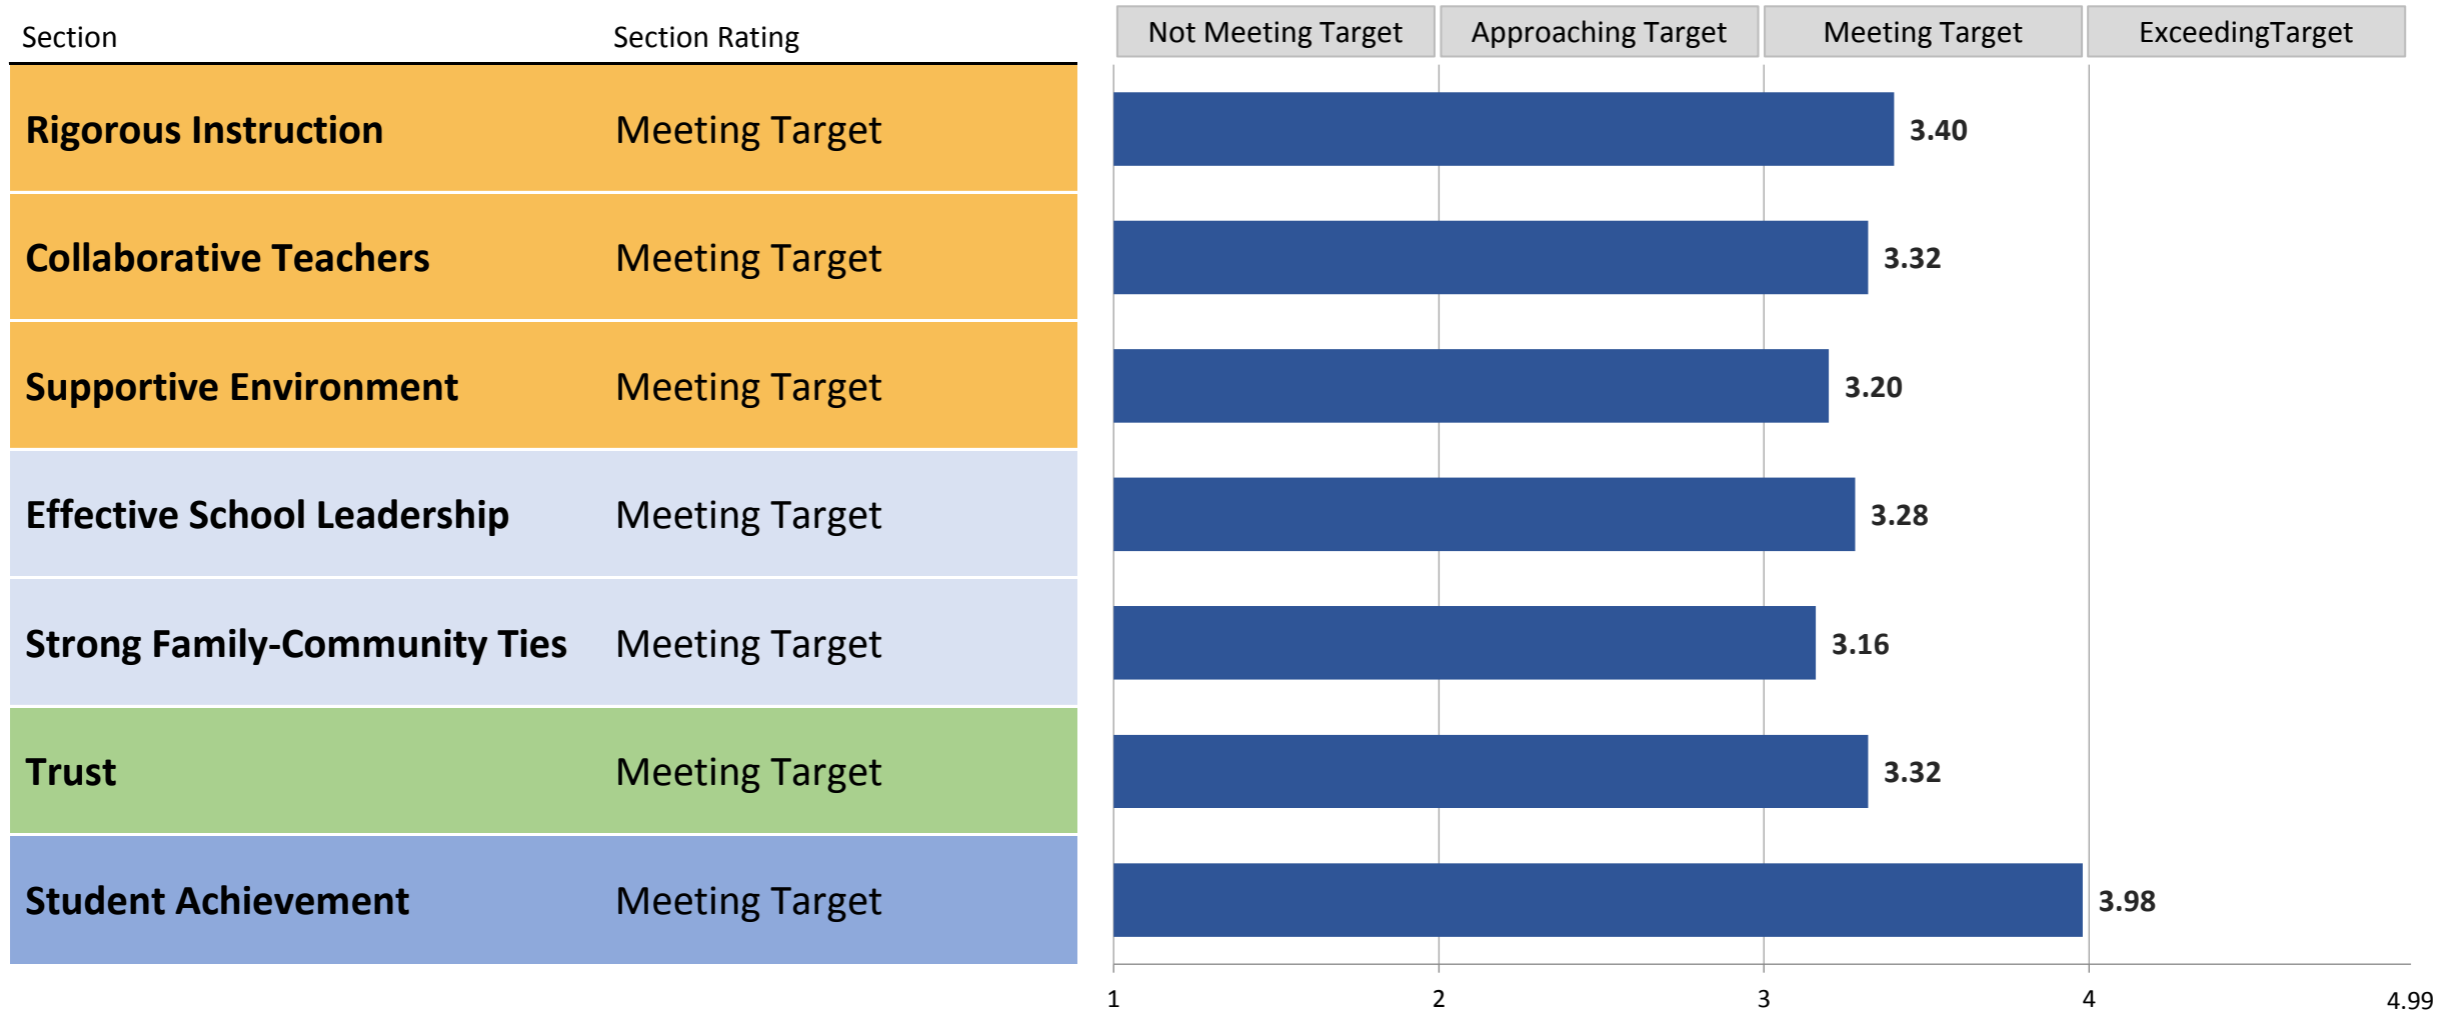 Section Section Rating Not Meeting Target Approaching Target Meeting Target ExceedingTarget
Rigorous Instruction Meeting Target 3.40
Collaborative Teachers Meeting Target 3.32
Supportive Environment Meeting Target 3.20
Effective School Leadership Meeting Target 3.28
Strong Family-Community Ties Meeting Target 3.16
Trust Meeting Target 3.32
Student Achievement Meeting Target 3.98
1 2 3 4 4.99